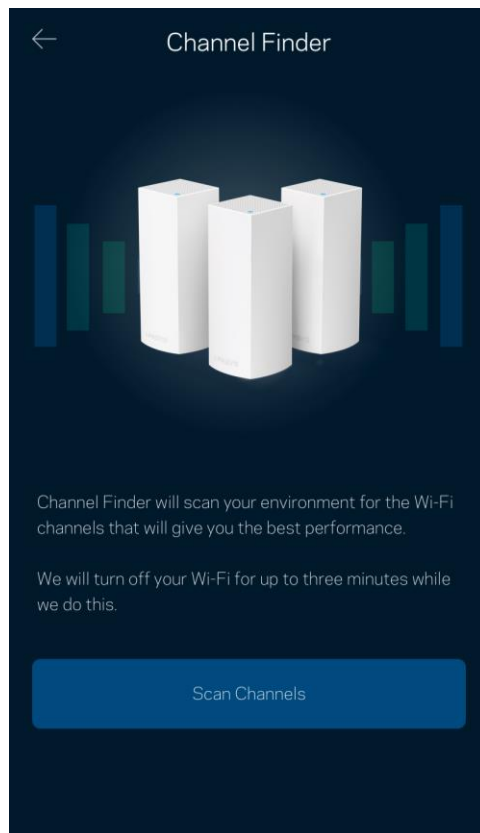 Channel Finder
Channel Finder will scan your environment for the Wi-Fi
channels that will give you the best performance.
We will turn off your Wi-Fi for up to three minutes while
we do this.
Scan Channels